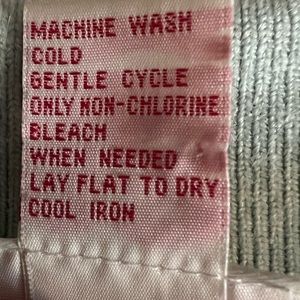 MACHINE WASH
COLD
GENTLE CYCLE
ONLY NON-CHLORINE
BLEACH
WHEN NEEDED
LAY FLAT TO DRY
COOL IRON